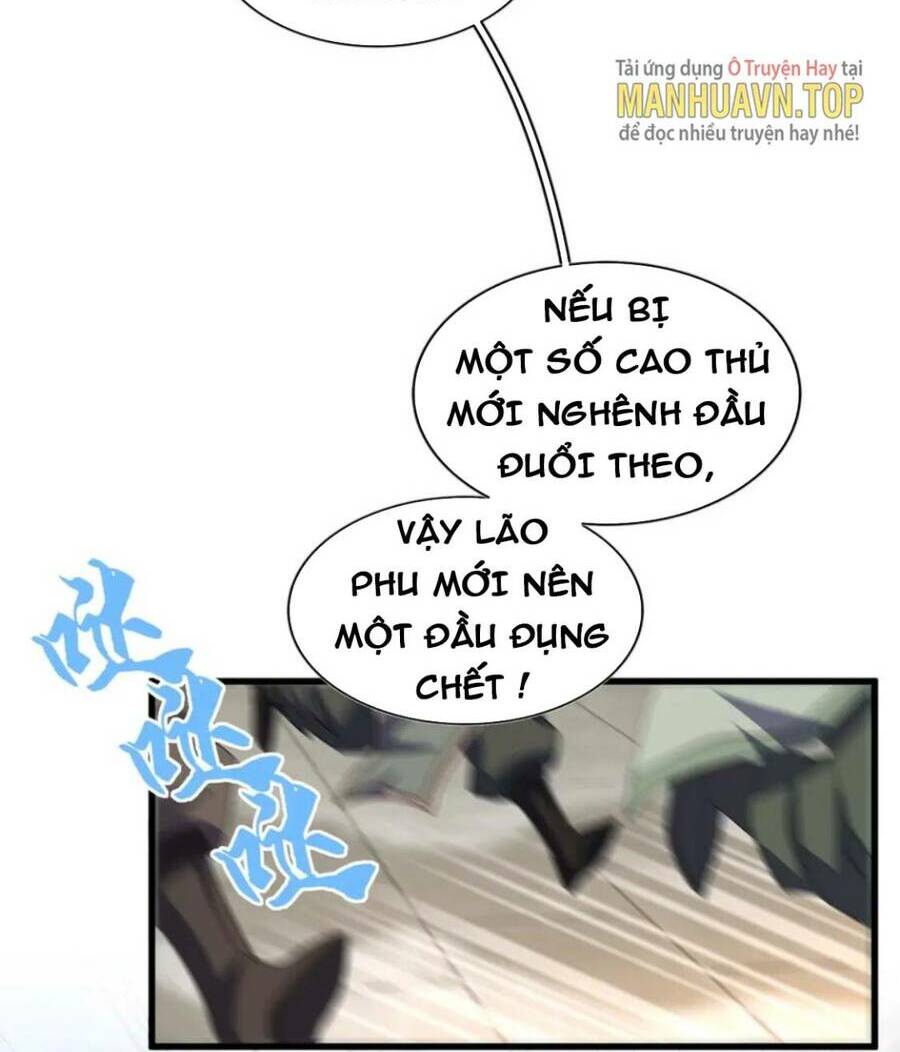 Tải ứng dụng Ô Truyện Hay tại
MANHUAVN.TOP
để đọc nhiều truyện hay nhé!
NẾU BỊ
MỘT SỐ CAO THỦ
MỚI NGHÊNH ĐẦU
ĐUỔI THEO,
VẬY LÃO
PHU MỚI NÊN
MỘT ĐẦU ĐỤNG
CHẾT !